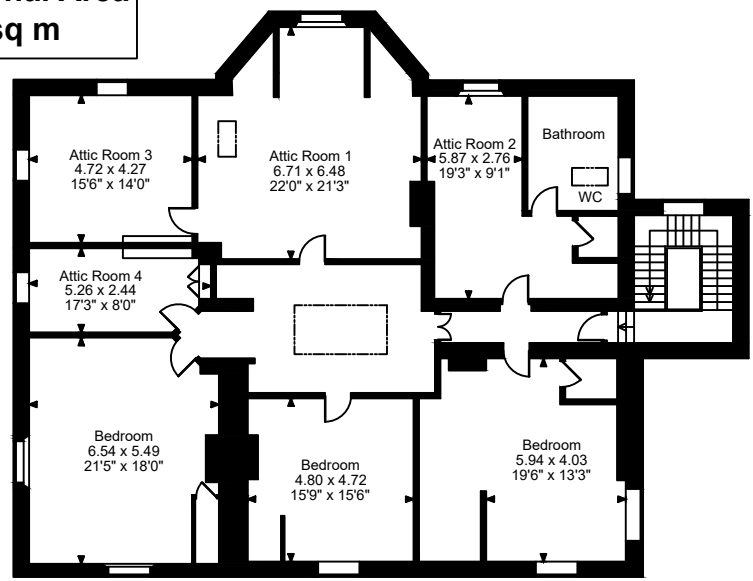 sq m
Attic Room 3
4.72 x 4.27
15'6" x 14'0"
Attic Room 1
6.71 x 6.48
22'0" x 21'3"
Attic Room 2
5.87 x 2.76
19'3" x 9'1"
Bathroom
WC
Attic Room 4
5.26 x 2.44
17'3" x 8'0"
Bedroom
6.54 x 5.49
21'5" x 18'0"
Bedroom
4.80 x 4.72
15'9" x 15'6"
Bedroom
5.94 x 4.03
19'6" x 13'3"